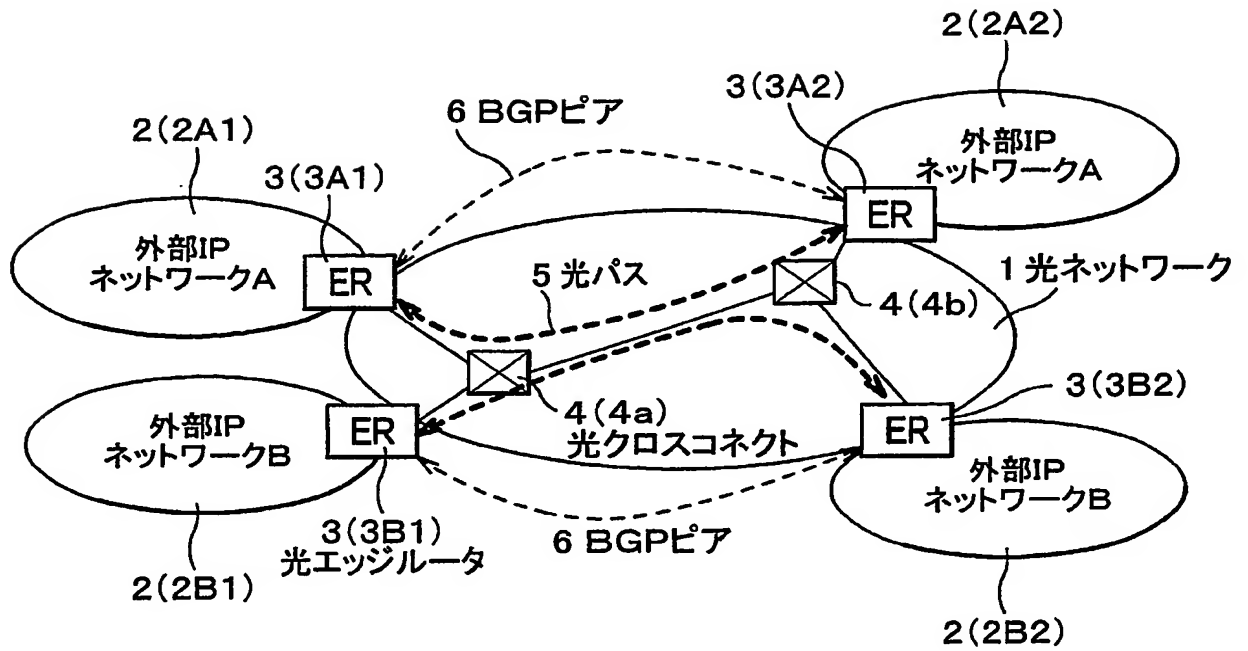 2(2A2)
3(3A2)
6 BGPピア
外部IP
ネットワークA
2(2A1)
3(3A1)
ER
外部IP
ネットワークA
ER
5光パス
1光ネットワーク
4(4b)
3(3B2)
外部IP
ネットワークB
ER
4(4a)
光クロスコネクト
ER
外部IP
ネットワークB
3(3B1)
光エッジルータ
6 BGPピア
2(2B1)
2(2B2)